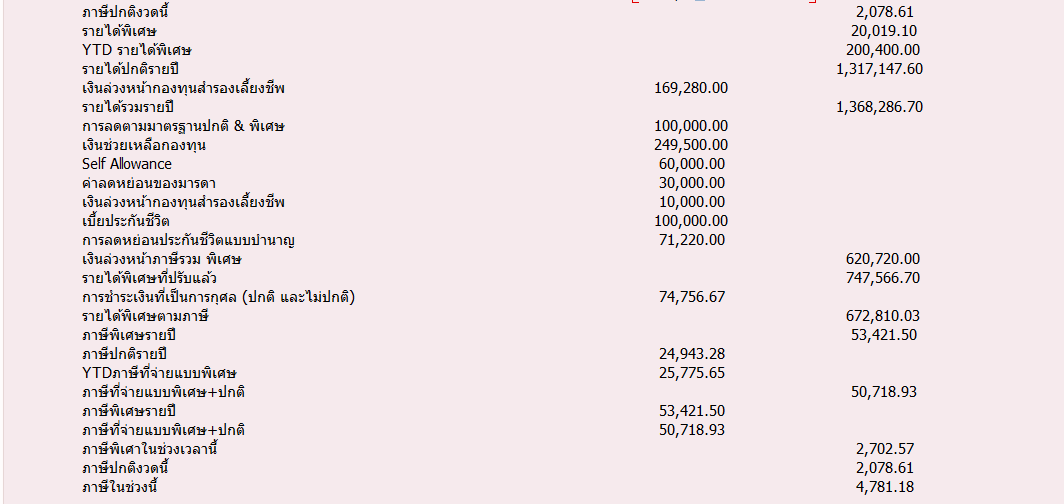 ภาษีปกติงวดนี้ 2,078.61
รายได้พิเศษ 20,019.10
YTD รายได้พิเศษ 200,400.00
รายได้ปกติรายปี 1,317,147.60
เงินล่วงหน้ากองทุนสำรองเลี้ยงชีพ 169,280.00
รายได้รวมรายปี 1,368,286.70
การลดตามมาตรฐานปกติ & พิเศษ 100,000.00
เงินช่วยเหลือกองทุน 249,500.00
Self Allowance 60,000.00
ค่าลดหย่อนของมารดา 30,000.00
เงินล่วงหน้ากองทุนสำรองเลี้ยงชีพ 10,000.00
เบี้ยประกันชีวิต 100,000.00
การลดหย่อนประกันชีวิตแบบบำนาญ 71,220.00
เงินล่วงหน้าภาษีรวม พิเศษ 620,720.00
รายได้พิเศษที่ปรับแล้ว 747,566.70
การชำระเงินที่เป็นการกุศล (ปกติ และไม่ปกติ) 74,756.67
รายได้พิเศษตามภาษี 672,810.03
ภาษีพิเศษรายปี 53,421.50
ภาษีปกติรายปี 24,943.28
YTDภาษีที่จ่ายแบบพิเศษ 25,775.65
ภาษีที่จ่ายแบบพิเศษ+ปกติ 50,718.93
ภาษีพิเศษรายปี 53,421.50
ภาษีที่จ่ายแบบพิเศษ+ปกติ 50,718.93
ภาษีพิเศาในช่วงเวลานี้ 2,702.57
ภาษีปกติงวดนี้ 2,078.61
ภาษีในช่วงนี้ 4,781.18